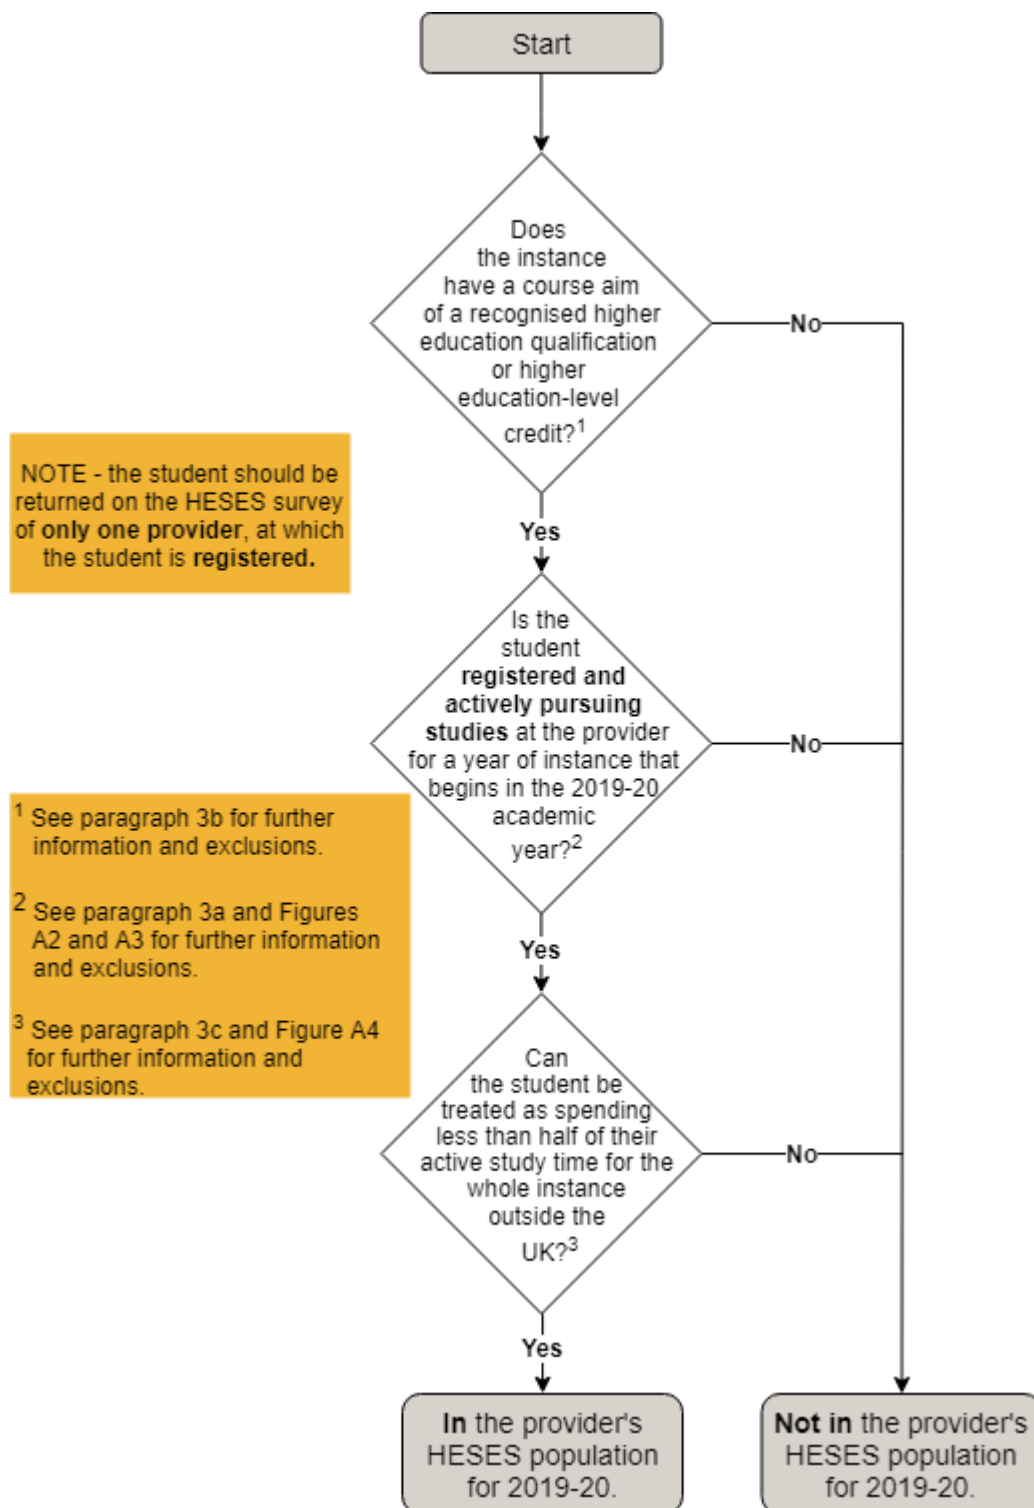 Start
Does
the instance
have a course aim
of a recognised higher
education qualification
or higher
education-level
credit?1
No
NOTE - the student should be
returned on the HESES survey
of only one provider, at which
the student is registered.
Yes
Is the
student
registered and
actively pursuing
studies at the provider
for a year of instance that
begins in the 2019-20
academic
year?2
No
1 See paragraph 3b for further
information and exclusions.
2 See paragraph 3a and Figures
A2 and A3 for further information
and exclusions.
3 See paragraph 3c and Figure A4
for further information and
exclusions.
Yes
Can
the student be
treated as spending
less than half of their
active study time for the
whole instance
outside the
UK?3
No
Yes
In the provider's
HESES population
for 2019-20.
Not in the provider's
HESES population
for 2019-20.